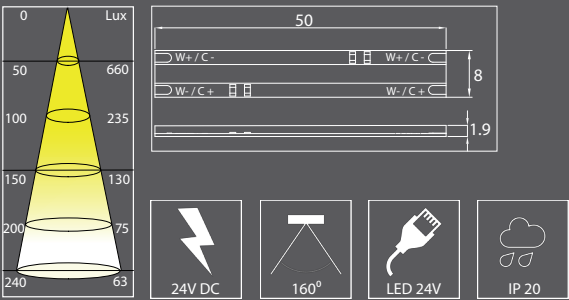 0 Lux
50 660
100 235
150 130
200 75
240 63
50
W+ / C - W+ / C -
8
W- / C + W- / C +
1.9
24V DC
160⁰
LED 24V
IP 20